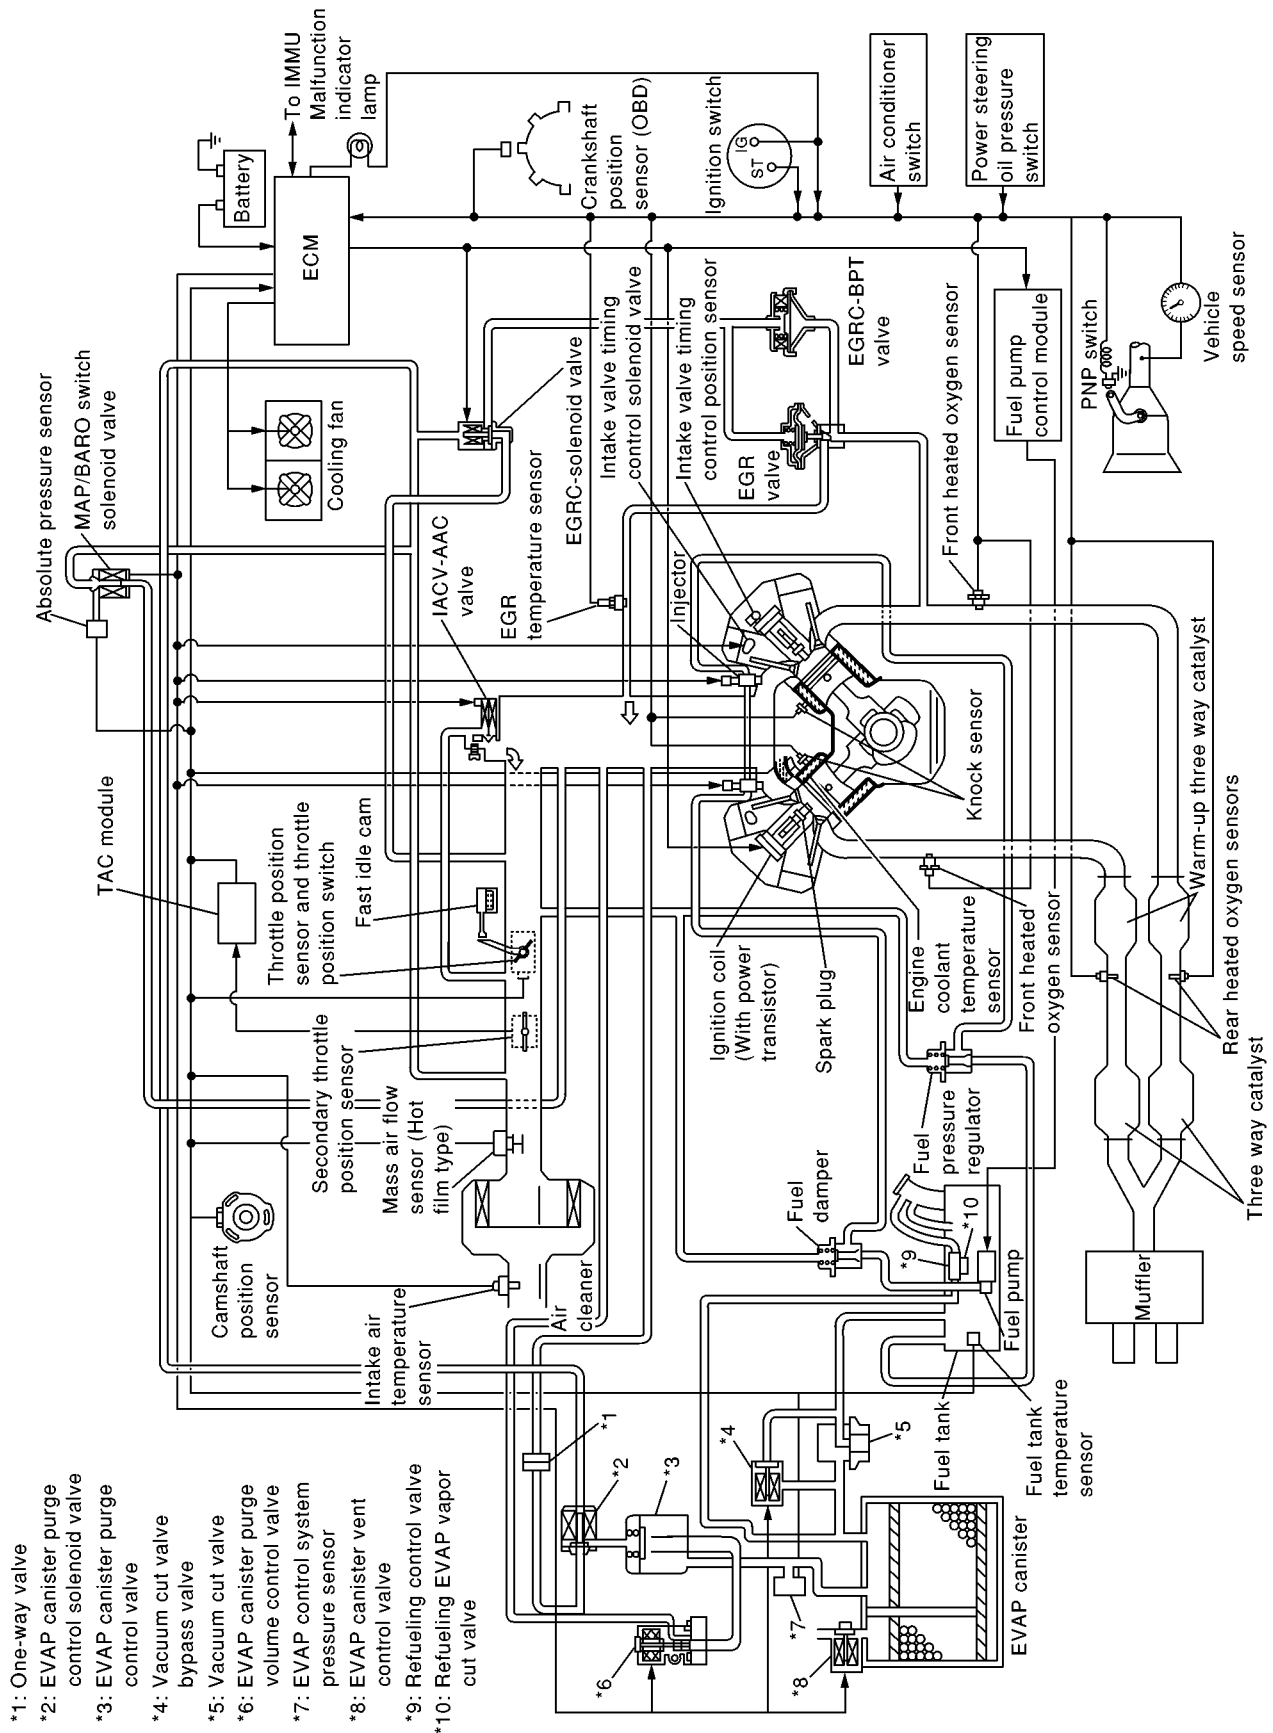 *1: One-way valve
*2: EVAP canister purge
control solenoid valve
*3: EVAP canister purge
control valve
*4: Vacuum cut valve
bypass valve
*5: Vacuum cut valve
*6: EVAP canister purge
volume control valve
*7: EVAP control system
pressure sensor
*8: EVAP canister vent
control valve
*9: Refueling control valve
*10: Refueling EVAP vapor
cut valve
Camshaft
position
sensor
Intake air
temperature
sensor
Air
cleaner
Mass air flow
sensor (Hot
film type)
Secondary throttle
position sensor
Throttle position
sensor and throttle
position switch
Fast idle cam
TAC module
Absolute pressure sensor
MAP/BARO switch
solenoid valve
Cooling fan
IACV-AAC
valve
Battery
ECM
To IMMU
Malfunction
indicator
lamp
Crankshaft
position
sensor (OBD)
Ignition switch
ST
IG
Air conditioner
switch
Power steering
oil pressure
switch
EGR
temperature sensor
EGRC-solenoid valve
Intake valve timing
control solenoid valve
Intake valve timing
control position sensor
Injector
EGR
valve
EGRC-BPT
valve
Front heated oxygen sensor
Fuel pump
control module
PNP switch
Vehicle
speed sensor
Knock sensor
Ignition coil
(With power
transistor)
Spark plug
Engine
coolant
temperature
sensor
Front heated
oxygen sensor
Warm-up three way catalyst
Rear heated oxygen sensors
Three way catalyst
Fuel
pressure
regulator
Fuel
damper
*9
*10
Fuel pump
Muffler
Fuel tank
Fuel tank
temperature
sensor
*1
*2
*3
*4
*5
*6
*7
*8
EVAP canister